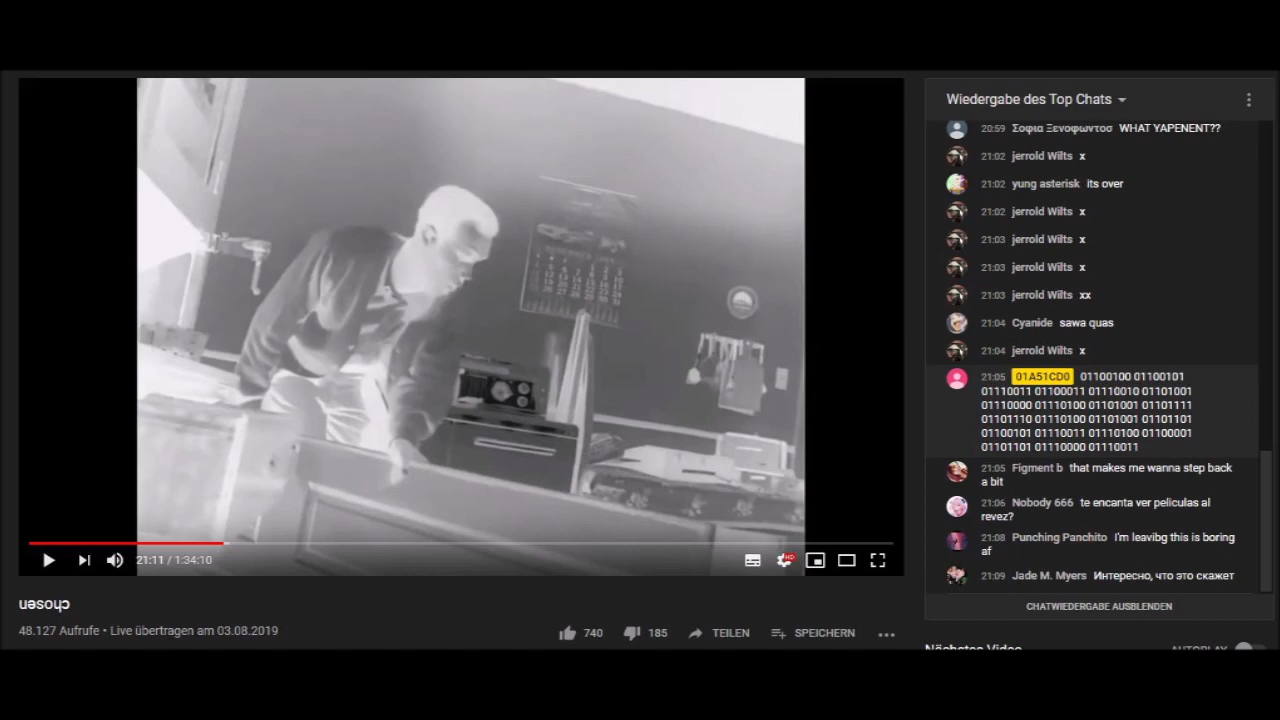 Wiedergabe des Top Chats
20:59 Σοφια Ξενοφωντοσ WHAT YAPENENT??
21:02 jerrold Wilts x
21:02 yung asterisk its over
21:02 jerrold Wilts x
21:03 jerrold Wilts x
21:03 jerrold Wilts x
21:03 jerrold Wilts xx
21:04 Cyanide sawa quas
21:04 jerrold Wilts x
21:05 01A51CD0 01100100 01100101
01110011 01100011 01110010 01101001
01110000 01110100 01101001 01101111
01101110 01110100 01101001 01101101
01100101 01110011 01110100 01100001
01101101 01110000 01110011
21:05 Figment b that makes me wanna step back
a bit
21:06 Nobody 666 te encanta ver peliculas al
revez?
21:08 Punching Panchito I'm leavibg this is boring
af
21:09 Jade M. Myers Интересно, что это скажет
CHATWIEDERGABE AUSBLENDEN
21:11 / 1:34:10
HD
uǝsoɥɔ
48.127 Aufrufe • Live übertragen am 03.08.2019
740 185 TEILEN SPEICHERN
Nächstes Video AUTOPLAY